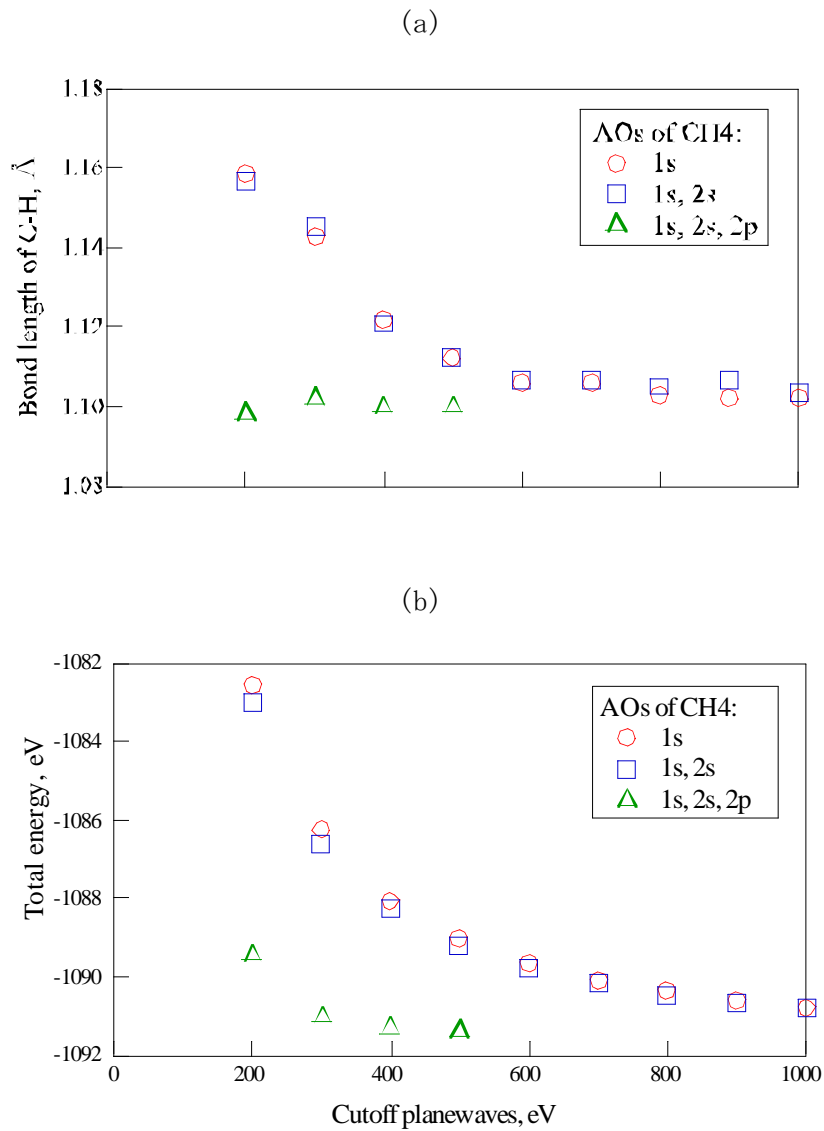 (a)
1.18
1.16
1.14
1.12
1.10
Bond length of C-H, Å
AOs of CH4:
1s
1s, 2s
1s, 2s, 2p
(b)
-1082
-1084
-1086
-1088
-1090
-1092
Total energy, eV
AOs of CH4:
1s
1s, 2s
1s, 2s, 2p
0 200 400 600 800 1000
Cutoff planewaves, eV